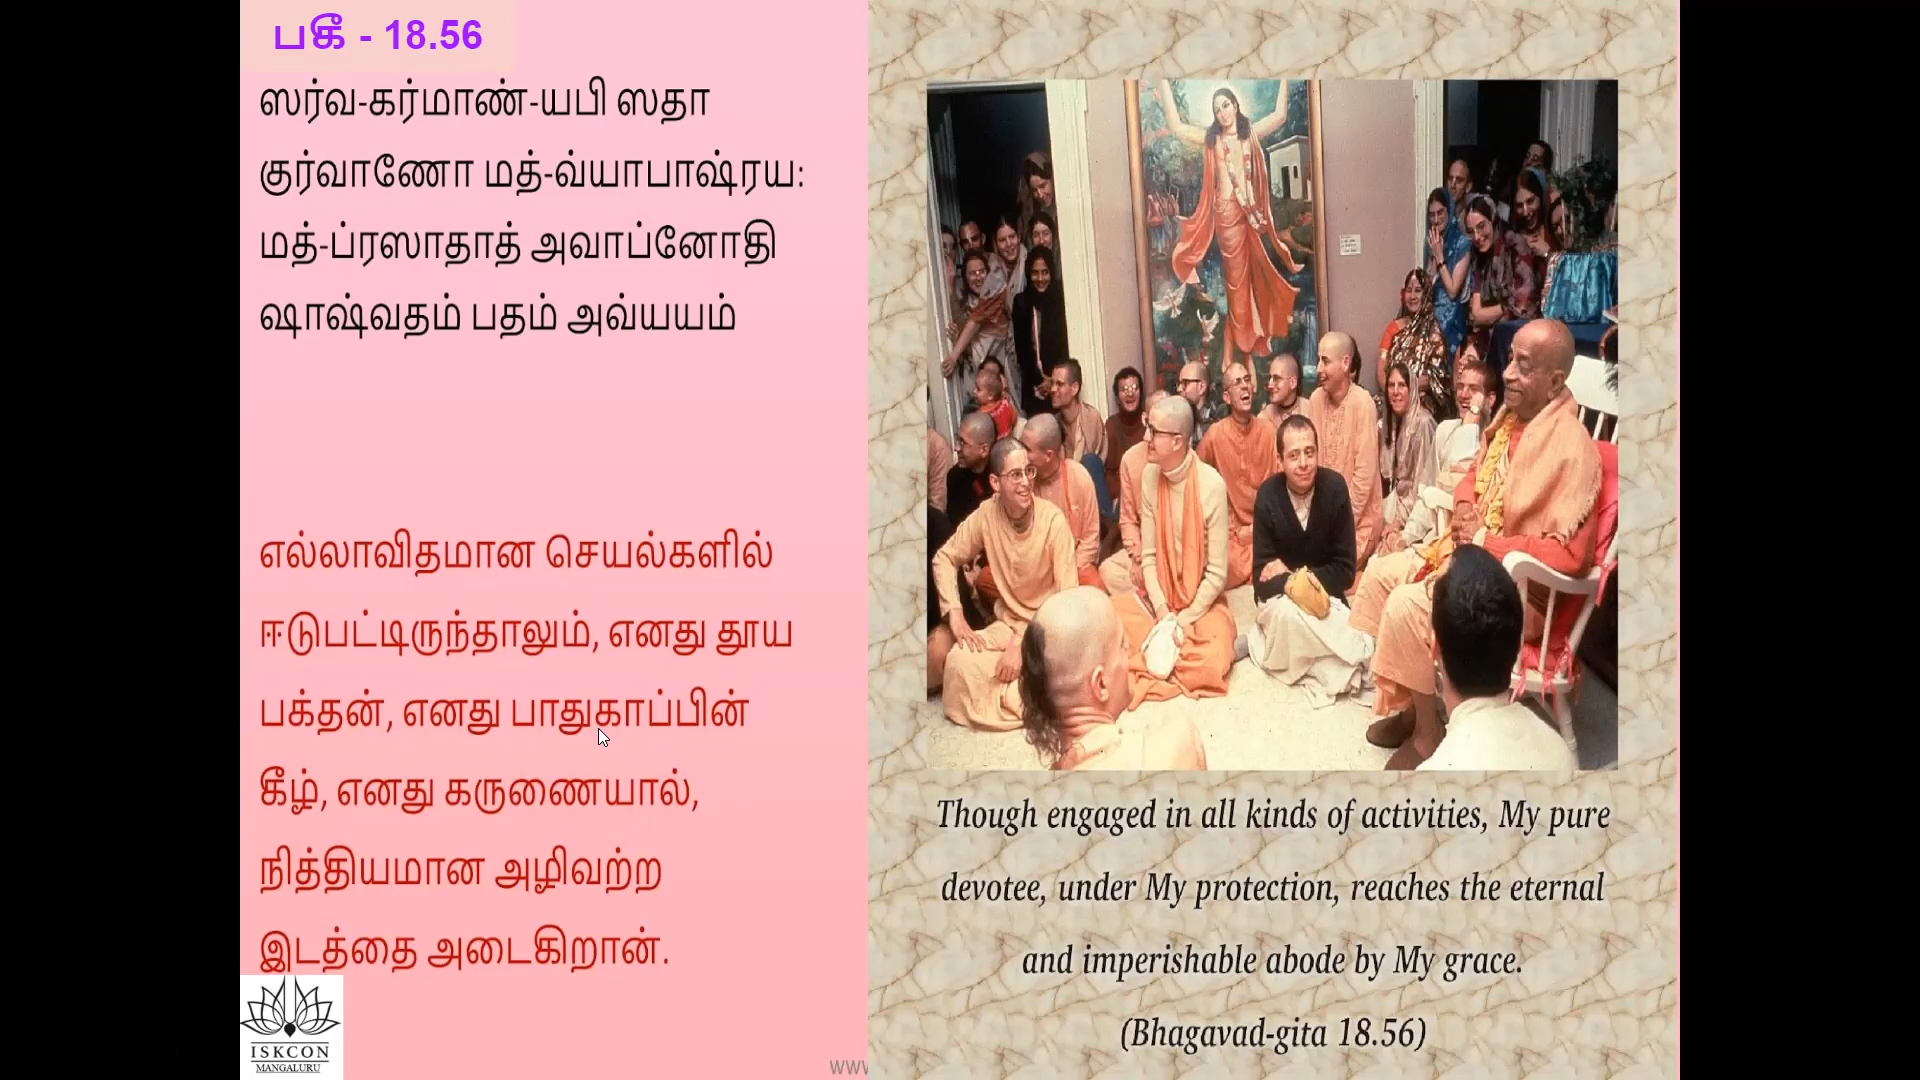 பகீ - 18.56
ஸர்வ-கர்மாண்-யபி ஸதா
குர்வாணோ மத்-வ்யாபாஷ்ரய:
மத்-ப்ரஸாதாத் அவாப்னோதி
ஷாஷ்வதம் பதம் அவ்யயம்
எல்லாவிதமான செயல்களில்
ஈடுபட்டிருந்தாலும், எனது தூய
பக்தன், எனது பாதுகாப்பின்
கீழ், எனது கருணையால்,
நித்தியமான அழிவற்ற
இடத்தை அடைகிறான்.
ISKCON
MANGALURU
www
Though engaged in all kinds of activities, My pure
devotee, under My protection, reaches the eternal
and imperishable abode by My grace.
(Bhagavad-gita 18.56)